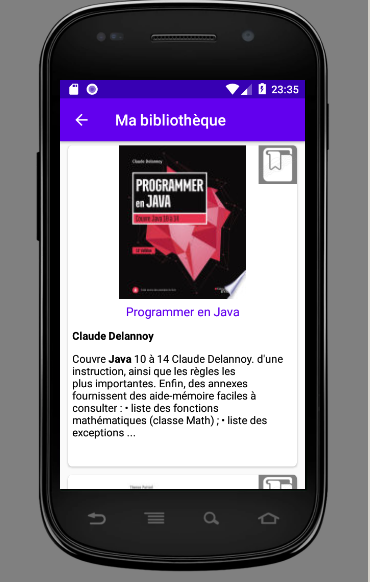 23:35
Ma bibliothèque
Claude Delannoy
PROGRAMMER
en JAVA
Couvre Java 10 à 14
Programmer en Java
Claude Delannoy
Couvre Java 10 à 14 Claude Delannoy. d'une
instruction, ainsi que les règles les
plus importantes. Enfin, des annexes
fournissent des aide-mémoire faciles à
consulter : • liste des fonctions
mathématiques (classe Math) ; • liste des
exceptions ...